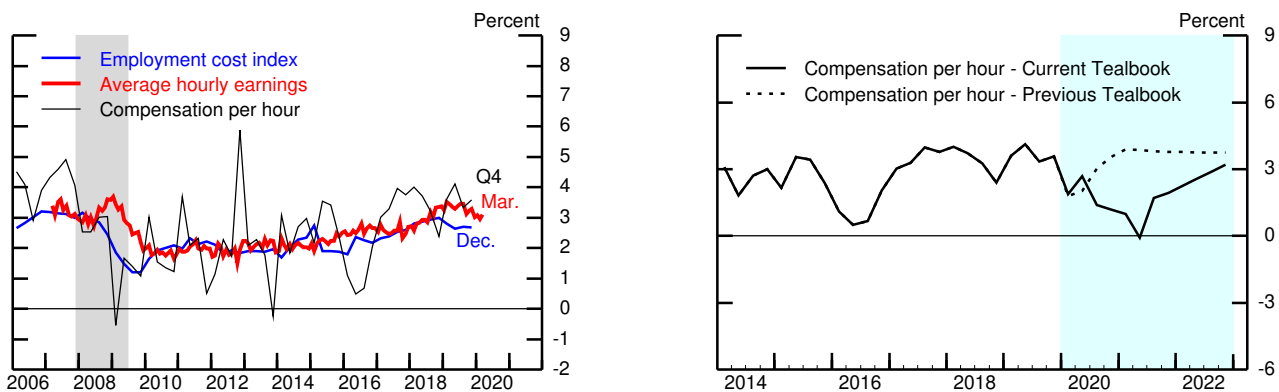 Percent
9
8
7
6
5
4
3
2
1
0
-1
-2
Employment cost index
Average hourly earnings
Compensation per hour
Q4
Mar.
Dec.
2006 2008 2010 2012 2014 2016 2018 2020
Percent
9
6
3
0
-3
-6
Compensation per hour - Current Tealbook
Compensation per hour - Previous Tealbook
2014 2016 2018 2020 2022